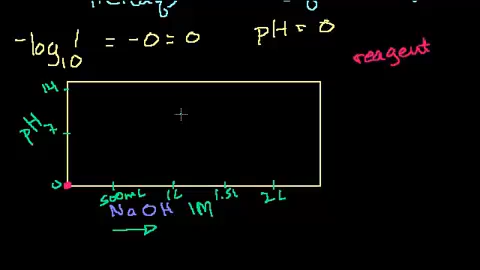 -log₁₀ 1 = -0 = 0
pH = 0
reagent
14
pH 7
0
500mL 1L 1.5L 2L
NaOH 1M